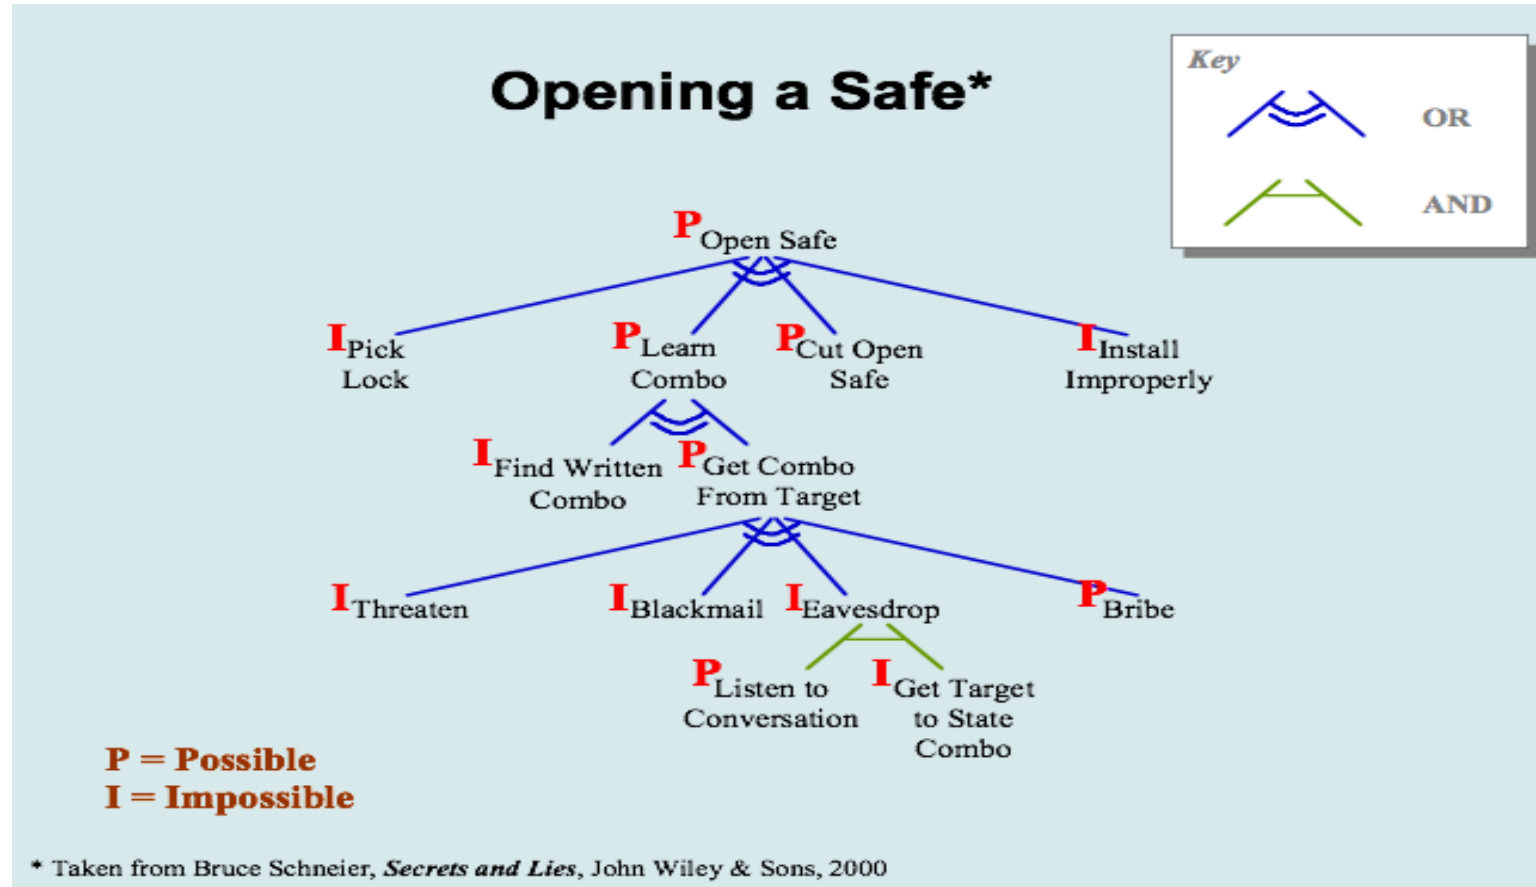 Opening a Safe*
Key
OR
AND
P Open Safe
I Pick
Lock
P Learn
Combo
P Cut Open
Safe
I Install
Improperly
I Find Written
Combo
P Get Combo
From Target
I Threaten
I Blackmail
I Eavesdrop
P Bribe
P Listen to
Conversation
I Get Target
to State
Combo
P = Possible
I = Impossible
* Taken from Bruce Schneier, Secrets and Lies, John Wiley & Sons, 2000